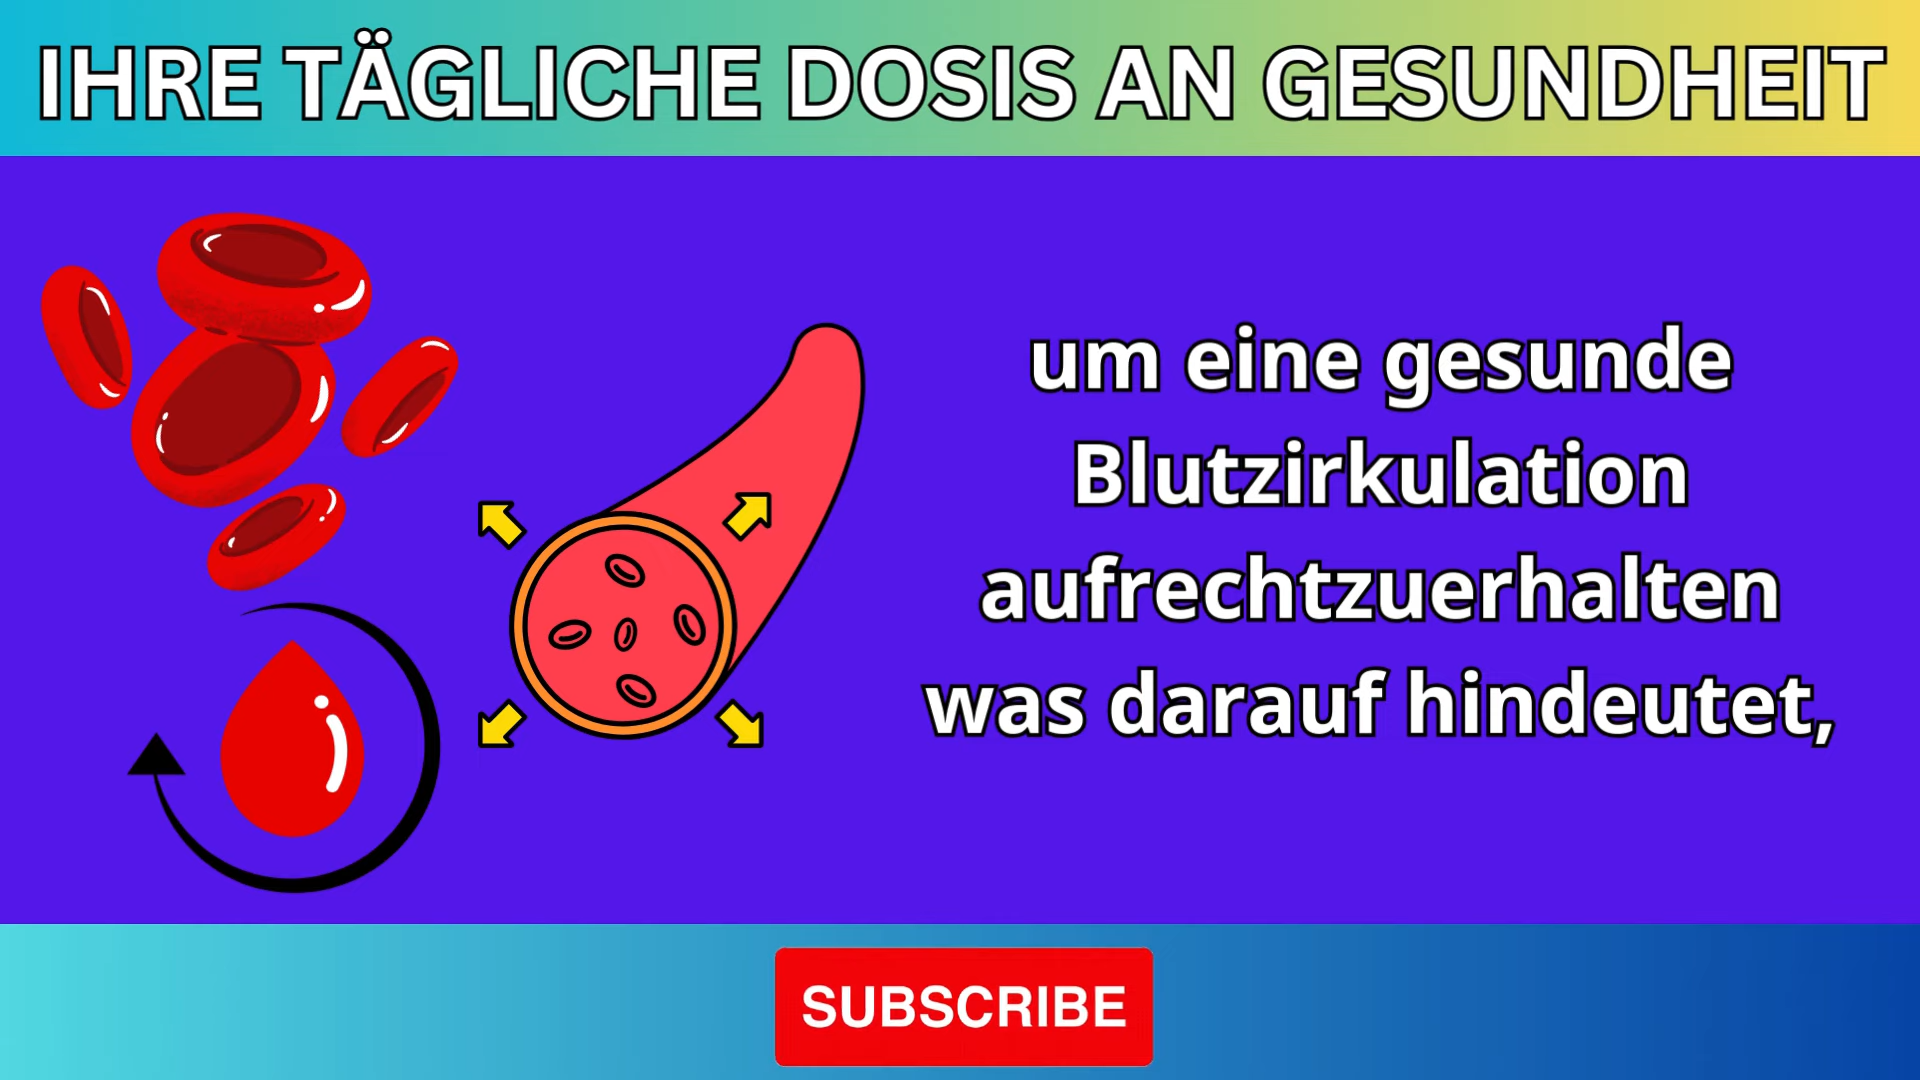 IHRE TÄGLICHE DOSIS AN GESUNDHEIT
um eine gesunde
Blutzirkulation
aufrechtzuerhalten
was darauf hindeutet,
SUBSCRIBE